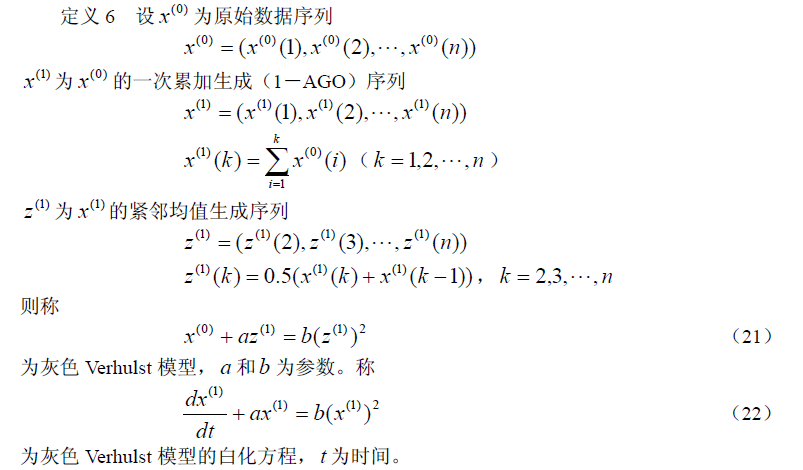 定义 6 设 x⁽⁰⁾ 为原始数据序列
x⁽⁰⁾ = (x⁽⁰⁾(1), x⁽⁰⁾(2),⋯, x⁽⁰⁾(n))
x⁽¹⁾ 为 x⁽⁰⁾ 的一次累加生成（1－AGO）序列
x⁽¹⁾ = (x⁽¹⁾(1), x⁽¹⁾(2),⋯, x⁽¹⁾(n))
x⁽¹⁾(k) = ∑_{i=1}^{k} x⁽⁰⁾(i)（k = 1,2,⋯,n）
z⁽¹⁾ 为 x⁽¹⁾ 的紧邻均值生成序列
z⁽¹⁾ = (z⁽¹⁾(2), z⁽¹⁾(3),⋯, z⁽¹⁾(n))
z⁽¹⁾(k) = 0.5(x⁽¹⁾(k) + x⁽¹⁾(k−1))，k = 2,3,⋯,n
则称
x⁽⁰⁾ + az⁽¹⁾ = b(z⁽¹⁾)² （21）
为灰色 Verhulst 模型，a 和 b 为参数。称
dx⁽¹⁾/dt + ax⁽¹⁾ = b(x⁽¹⁾)² （22）
为灰色 Verhulst 模型的白化方程，t 为时间。